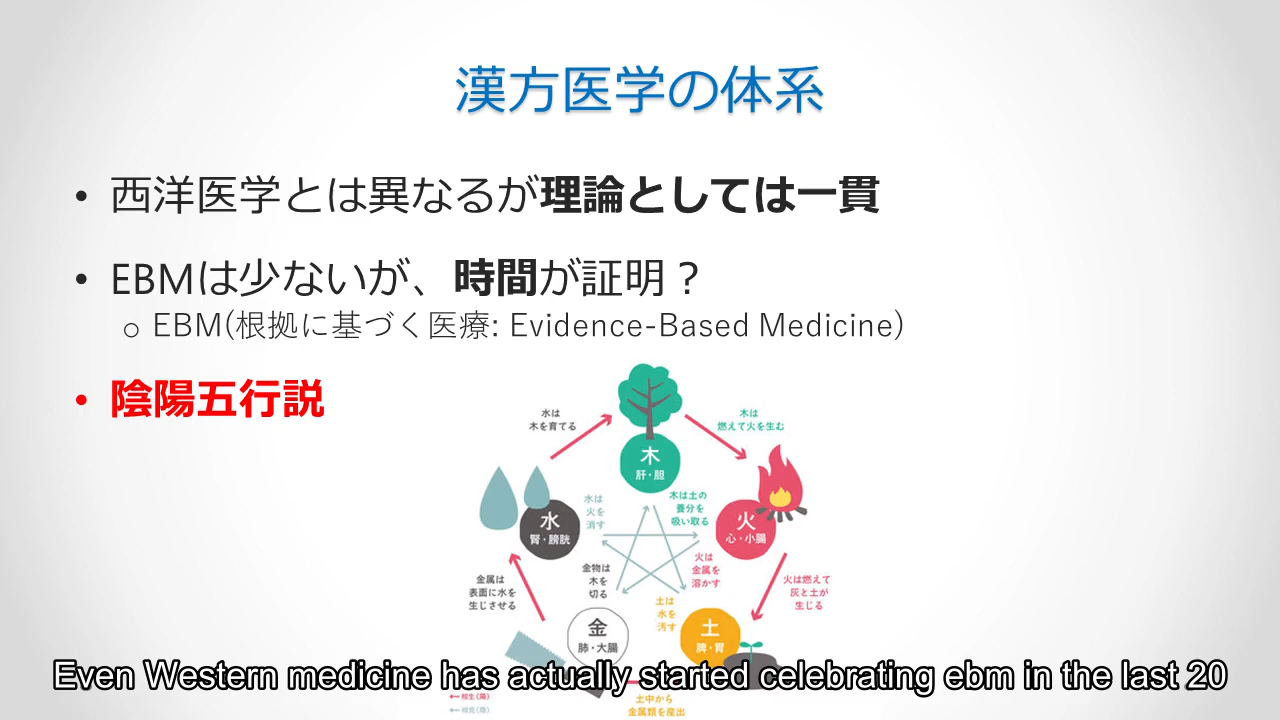 漢方医学の体系
• 西洋医学とは異なるが理論としては一貫
• EBMは少ないが、時間が証明？
o EBM(根拠に基づく医療: Evidence-Based Medicine)
• 陰陽五行説
水は
木を育てる
木は
燃えて火を生む
木
肝・胆
水は
火を
消す
木は土の
養分を
吸い取る
水
腎・膀胱
火
心・小腸
金物は
木を
切る
火は
金属を
溶かす
金属は
表面に水を
生じさせる
火は燃えて
灰と土が
生じる
土は
水を
汚す
金
肺・大腸
土
脾・胃
Even Western medicine has actually started celebrating ebm in the last 20
相生(陽)
相克(陰)
土中から
金属類を産出